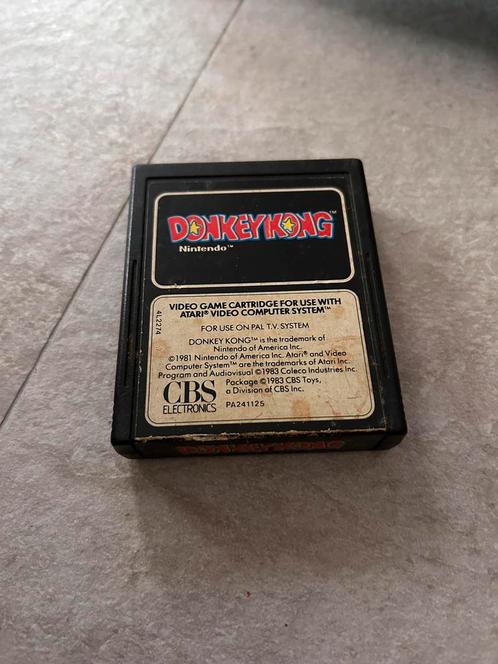 DONKEY KONG™
Nintendo™
4L2274
VIDEO GAME CARTRIDGE FOR USE WITH
ATARI® VIDEO COMPUTER SYSTEM™
FOR USE ON PAL T.V. SYSTEM
DONKEY KONG™ is the trademark of
Nintendo of America Inc.
©1981 Nintendo of America Inc. Atari® and Video
Computer System™ are the trademarks of Atari Inc.
Program and Audiovisual ©1983 Coleco Industries Inc.
Package ©1983 CBS Toys,
a Division of CBS Inc.
CBS
ELECTRONICS
PA241125
DONKEY KONG